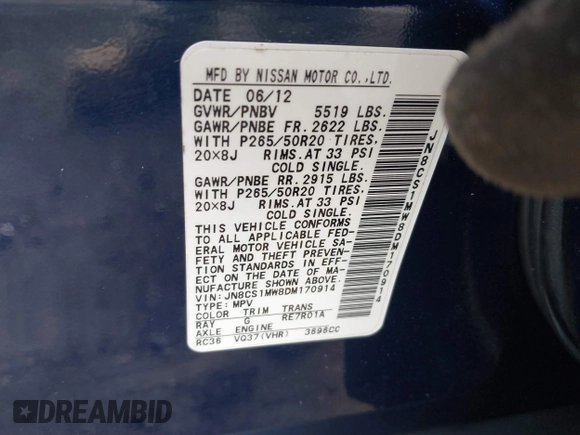 MFD BY NISSAN MOTOR CO.,LTD.
DATE 06/12
GVWR/PNBV 5519 LBS.
GAWR/PNBE FR. 2622 LBS.
WITH P265/50R20 TIRES,
20×8J RIMS. AT 33 PSI
COLD SINGLE.
GAWR/PNBE RR. 2915 LBS.
WITH P265/50R20 TIRES,
20×8J RIMS. AT 33 PSI
COLD SINGLE.
THIS VEHICLE CONFORMS
TO ALL APPLICABLE FED-
ERAL MOTOR VEHICLE SA-
FETY AND THEFT PREVEN-
TION STANDARDS IN EFF-
ECT ON THE DATE OF MA-
NUFACTURE SHOWN ABOVE.
VIN: JN8CS1MW8DM170914
TYPE: MPV
COLOR TRIM TRANS
RAY G RE7R01A
AXLE ENGINE
RC36 VQ37(VHR) 3696CC
JN8CS1MW8DM170914
DREAMBID